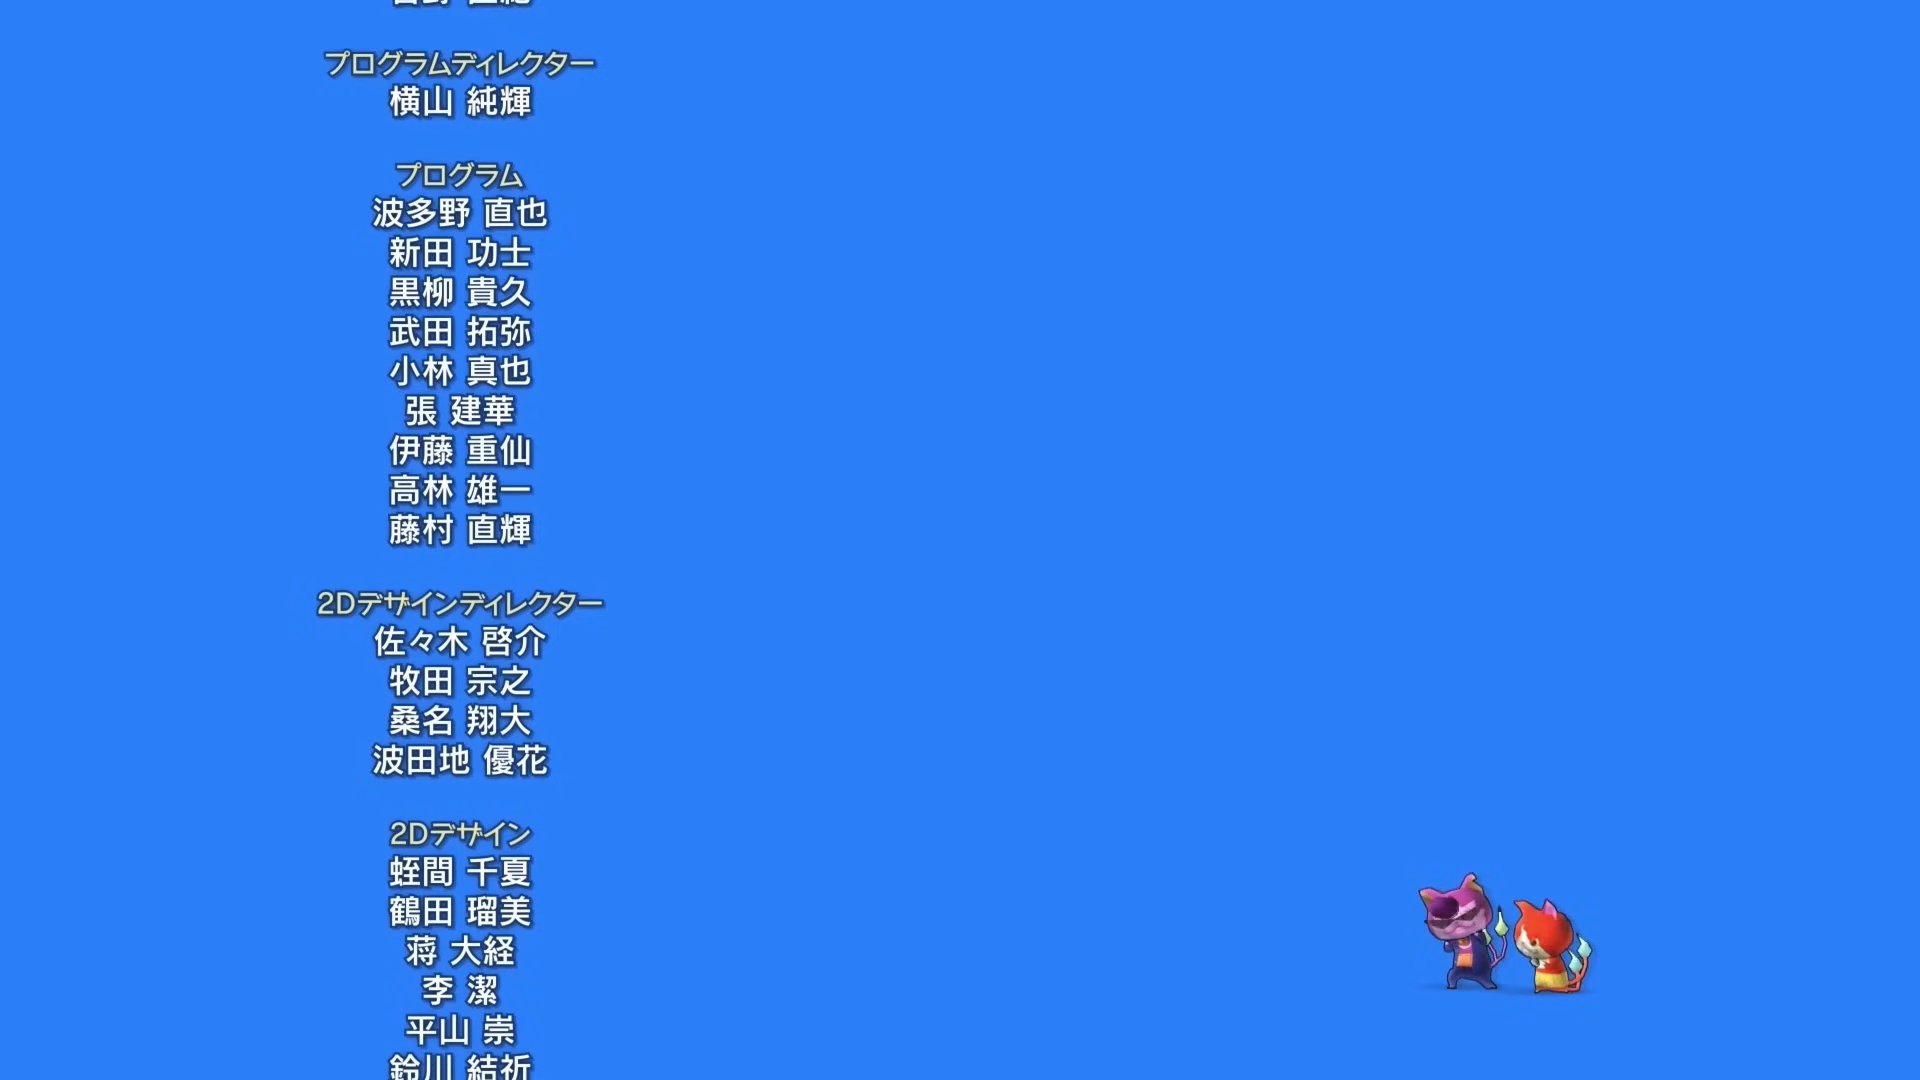 プログラムディレクター
横山 純輝
プログラム
波多野 直也
新田 功士
黒柳 貴久
武田 拓弥
小林 真也
張 建華
伊藤 重仙
高林 雄一
藤村 直輝
2Dデザインディレクター
佐々木 啓介
牧田 宗之
桑名 翔大
波田地 優花
2Dデザイン
蛭間 千夏
鶴田 瑠美
蒋 大経
李 潔
平山 崇
鈴川 結祈